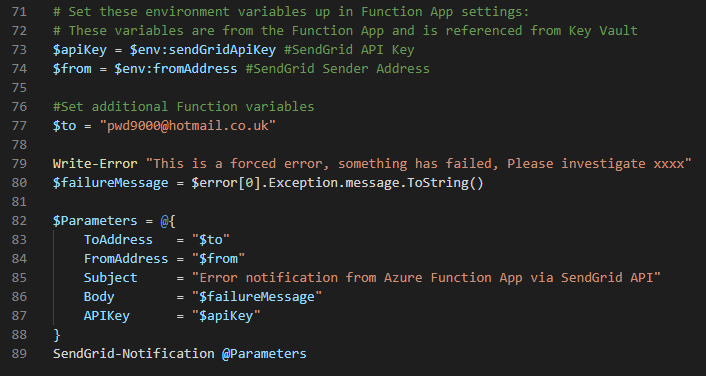 71 # Set these environment variables up in Function App settings:
72 # These variables are from the Function App and is referenced from Key Vault
73 $apiKey = $env:sendGridApiKey #SendGrid API Key
74 $from = $env:fromAddress #SendGrid Sender Address
75
76 #Set additional Function variables
77 $to = "pwd9000@hotmail.co.uk"
78
79 Write-Error "This is a forced error, something has failed, Please investigate xxxx"
80 $failureMessage = $error[0].Exception.message.ToString()
81
82 $Parameters = @{
83     ToAddress   = "$to"
84     FromAddress = "$from"
85     Subject     = "Error notification from Azure Function App via SendGrid API"
86     Body        = "$failureMessage"
87     APIKey      = "$apiKey"
88 }
89 SendGrid-Notification @Parameters